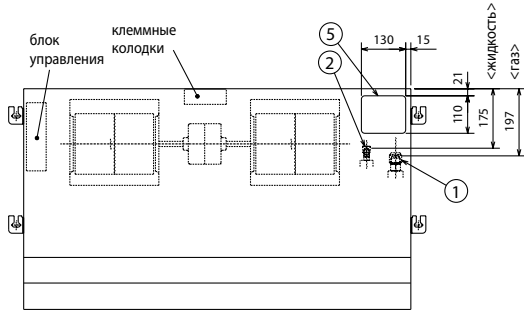 блок
управления
клеммные
колодки
5
2
130
15
21
110
175
<жидкость>
197
<газ>
1